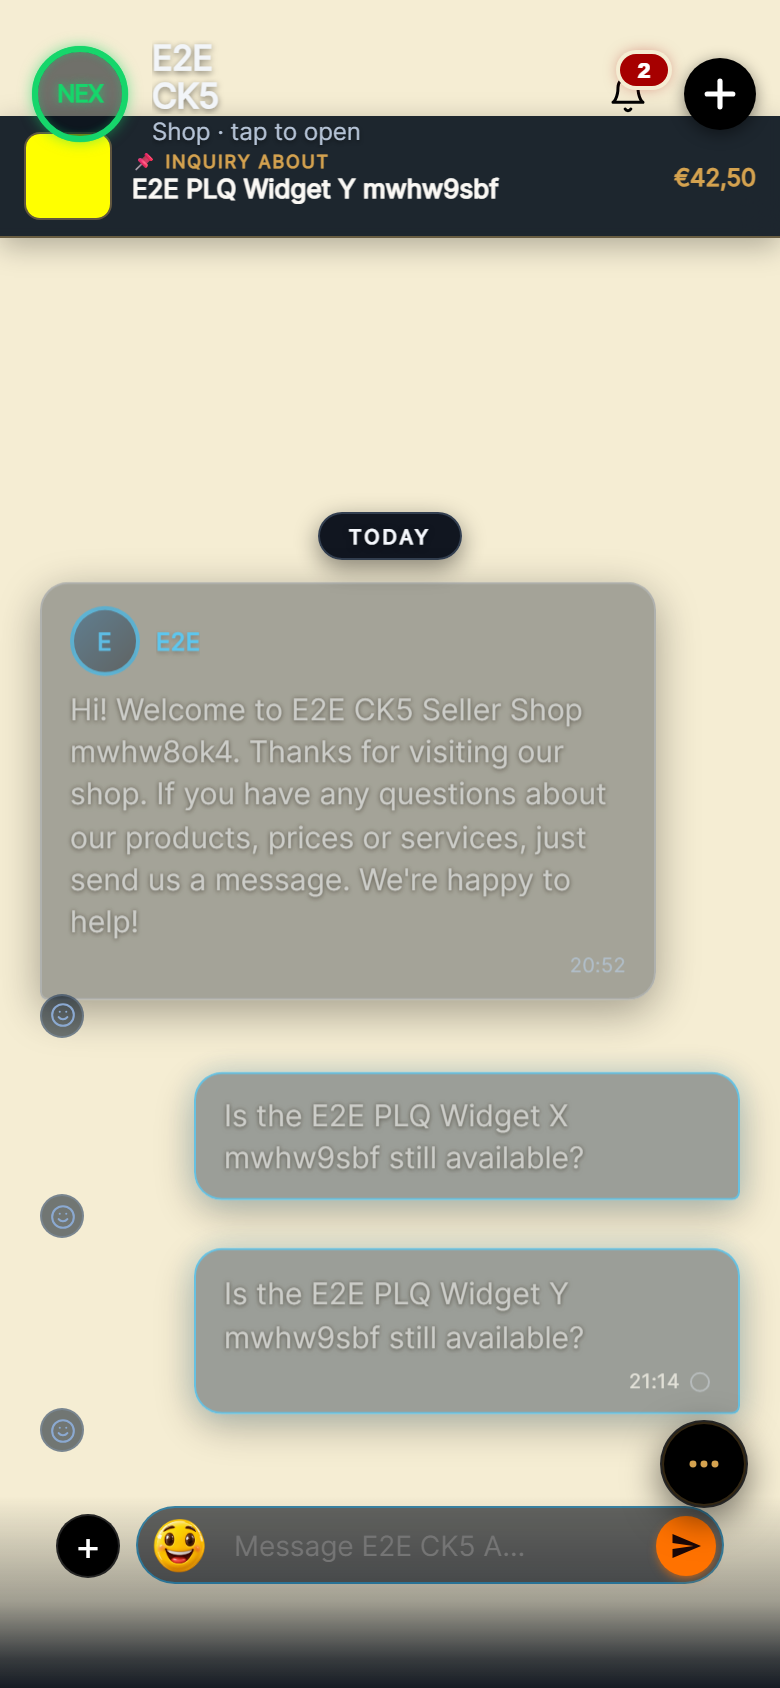 NEX
E2E
CK5
Shop · tap to open
2
INQUIRY ABOUT
E2E PLQ Widget Y mwhw9sbf
€42,50
TODAY
E
E2E
Hi! Welcome to E2E CK5 Seller Shop
mwhw8ok4. Thanks for visiting our
shop. If you have any questions about
our products, prices or services, just
send us a message. We're happy to
help!
20:52
Is the E2E PLQ Widget X
mwhw9sbf still available?
Is the E2E PLQ Widget Y
mwhw9sbf still available?
21:14
Message E2E CK5 A...